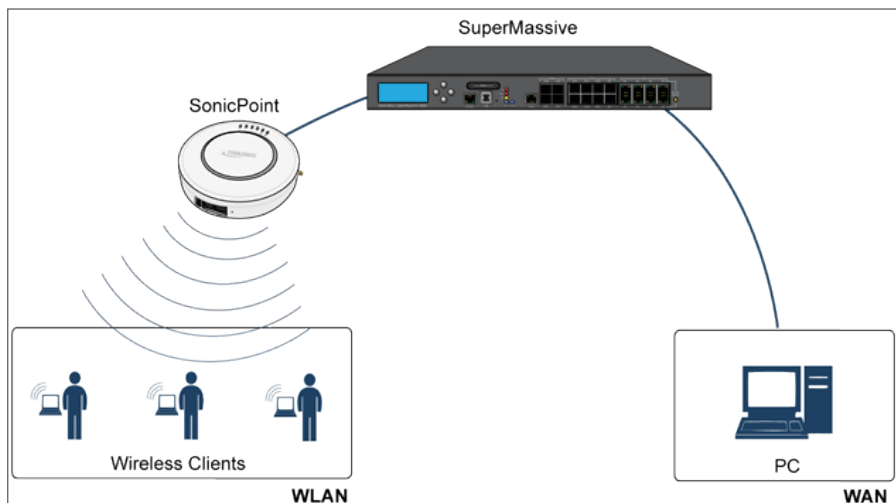 SuperMassive
SonicPoint
Wireless Clients
WLAN
PC
WAN